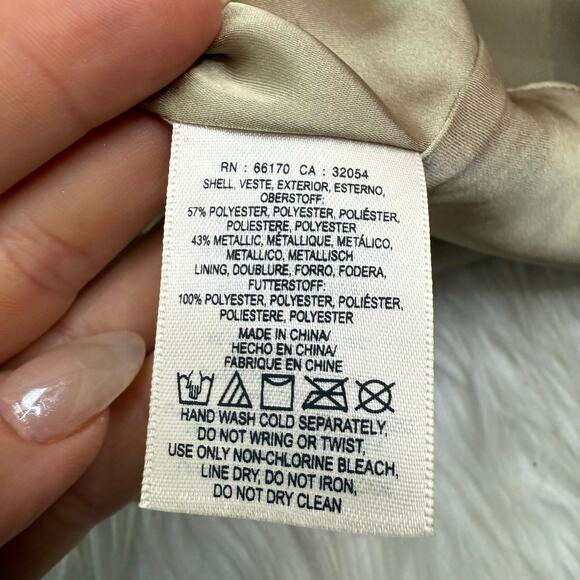 RN : 66170 CA : 32054
SHELL, VESTE, EXTERIOR, ESTERNO,
OBERSTOFF:
57% POLYESTER, POLYESTER, POLIÉSTER,
POLIESTERE, POLYESTER
43% METALLIC, MÉTALLIQUE, METÁLICO,
METALLICO, METALLISCH
LINING, DOUBLURE, FORRO, FODERA,
FUTTERSTOFF:
100% POLYESTER, POLYESTER, POLIÉSTER,
POLIESTERE, POLYESTER
MADE IN CHINA/
HECHO EN CHINA/
FABRIQUE EN CHINE
HAND WASH COLD SEPARATELY,
DO NOT WRING OR TWIST,
USE ONLY NON-CHLORINE BLEACH,
LINE DRY, DO NOT IRON,
DO NOT DRY CLEAN